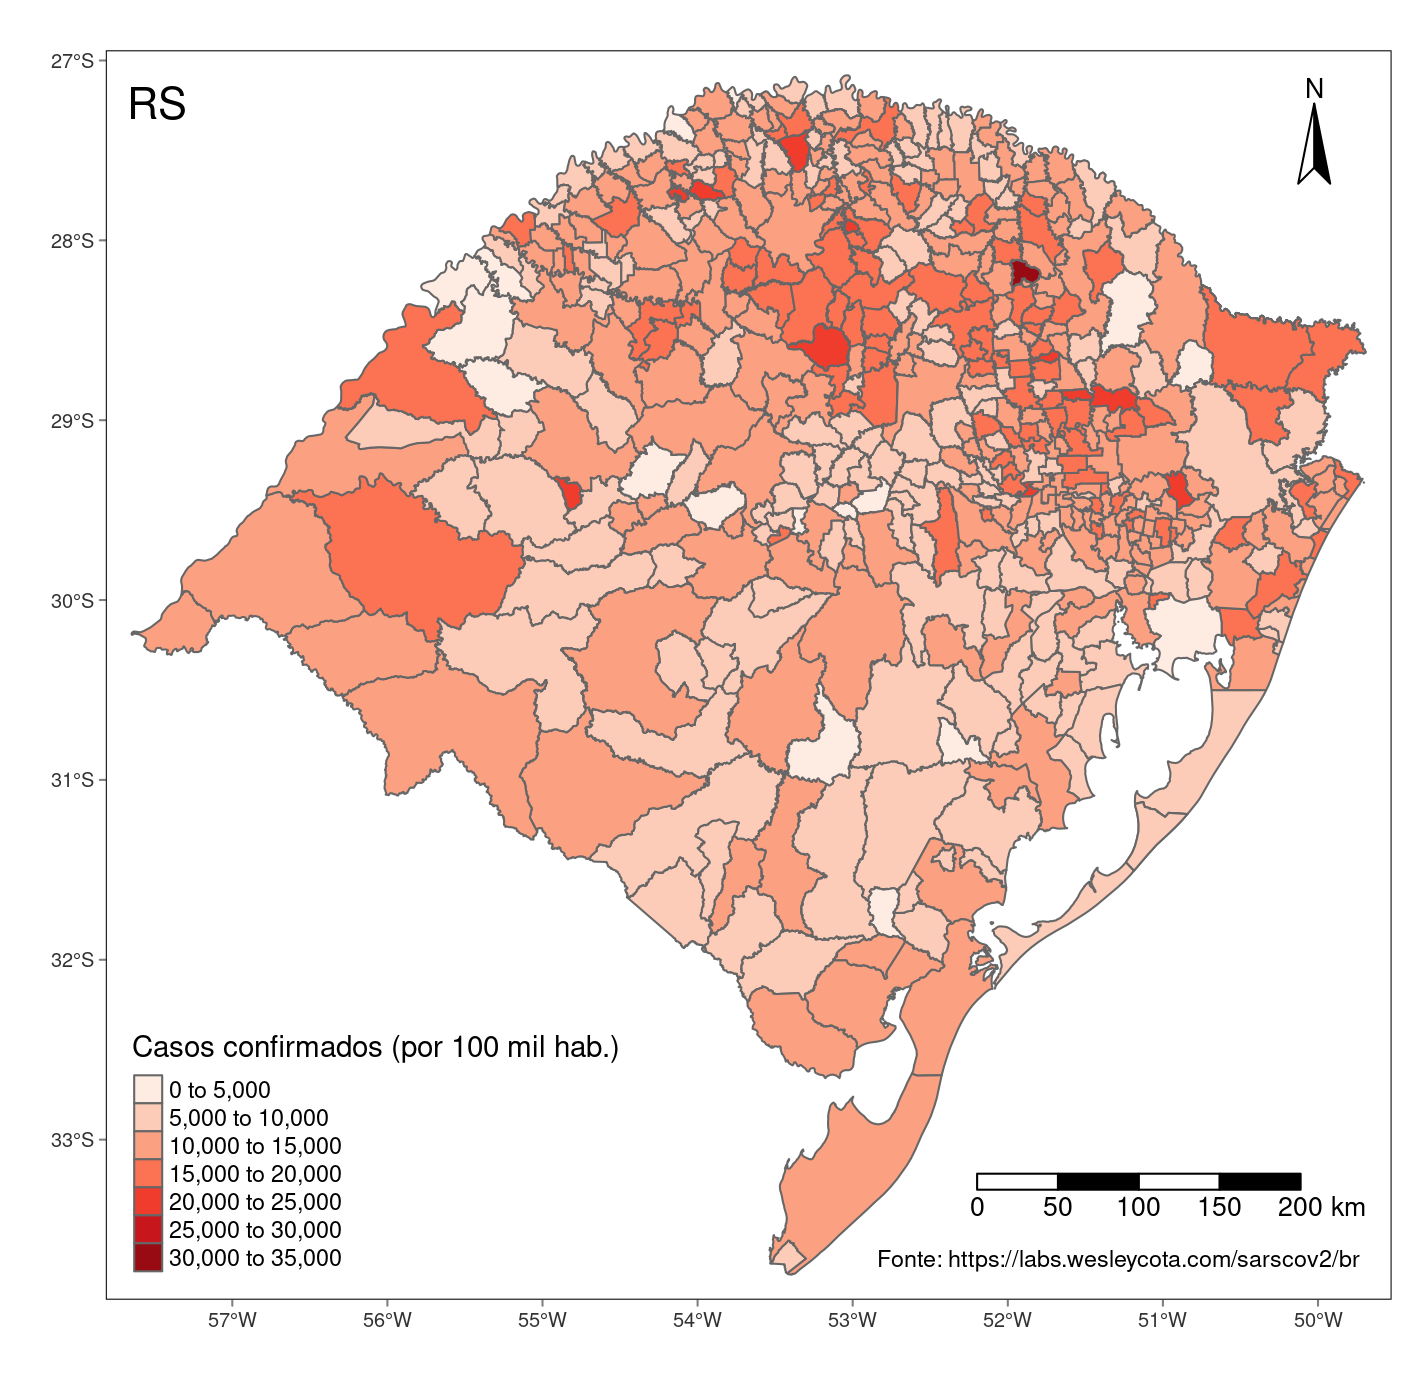 RS
N
27°S
28°S
29°S
30°S
31°S
32°S
33°S
Casos confirmados (por 100 mil hab.)
0 to 5,000
5,000 to 10,000
10,000 to 15,000
15,000 to 20,000
20,000 to 25,000
25,000 to 30,000
30,000 to 35,000
0 50 100 150 200 km
Fonte: https://labs.wesleycota.com/sarscov2/br
57°W 56°W 55°W 54°W 53°W 52°W 51°W 50°W